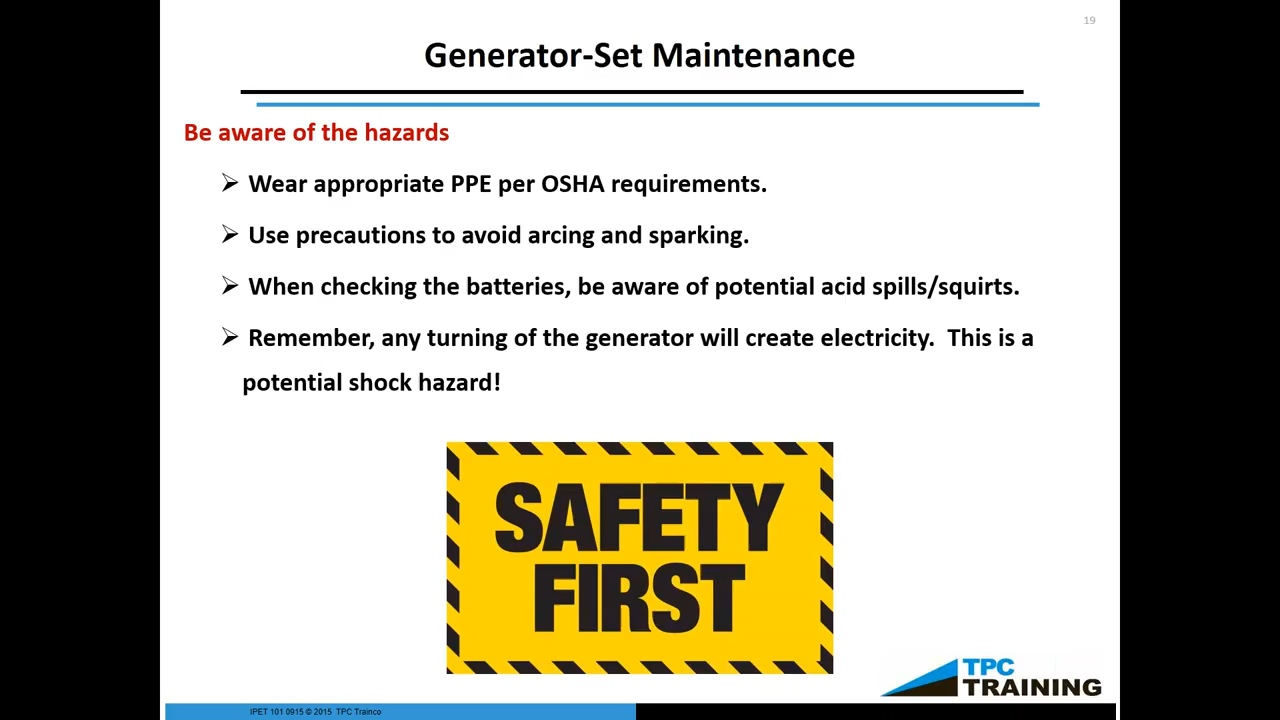 19
Generator-Set Maintenance
Be aware of the hazards
➢ Wear appropriate PPE per OSHA requirements.
➢ Use precautions to avoid arcing and sparking.
➢ When checking the batteries, be aware of potential acid spills/squirts.
➢ Remember, any turning of the generator will create electricity.  This is a
potential shock hazard!
SAFETY
FIRST
TPC
TRAINING
IPET 101 0915 © 2015  TPC Trainco